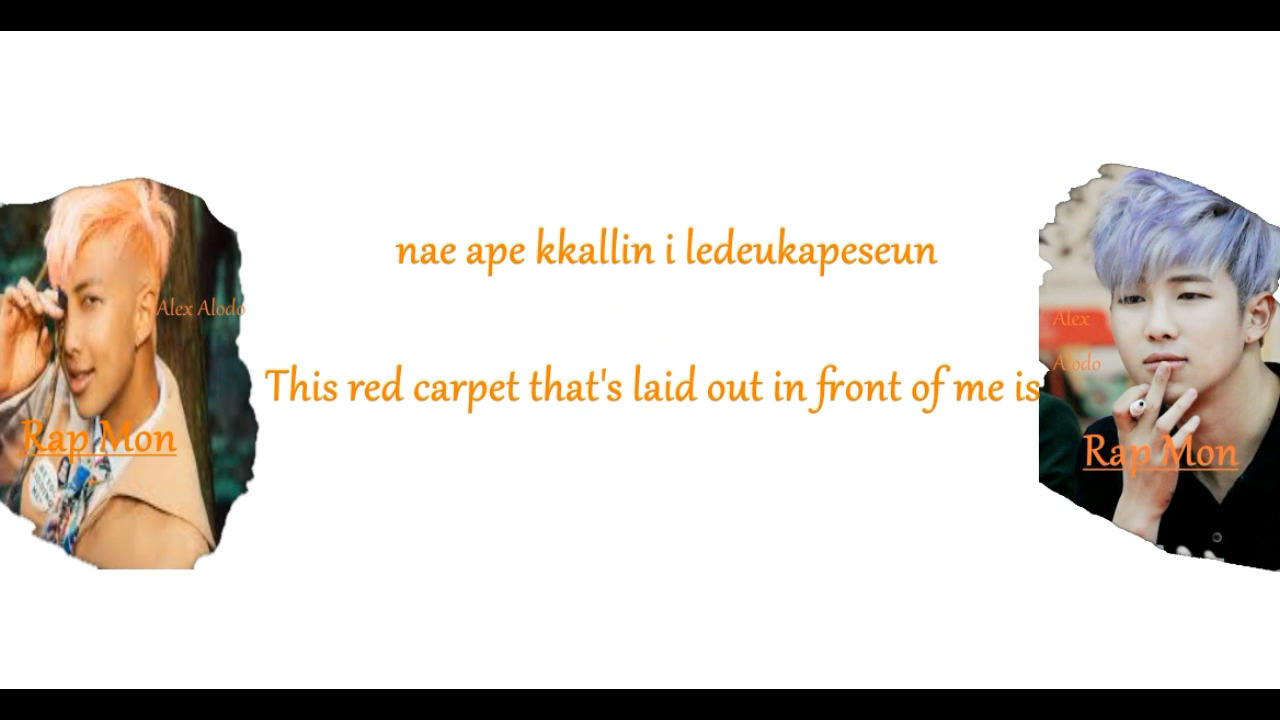 nae ape kkallin i ledeukapeseun
Alex Alodo
Alex
Alodo
This red carpet that's laid out in front of me is
Rap Mon
Rap Mon